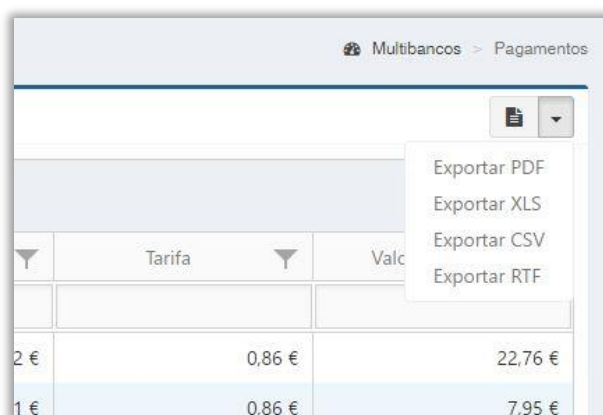 Multibancos > Pagamentos
Exportar PDF
Exportar XLS
Exportar CSV
Exportar RTF
Tarifa
2 € 0,86 € 22,76 €
1 € 0,86 € 7,95 €